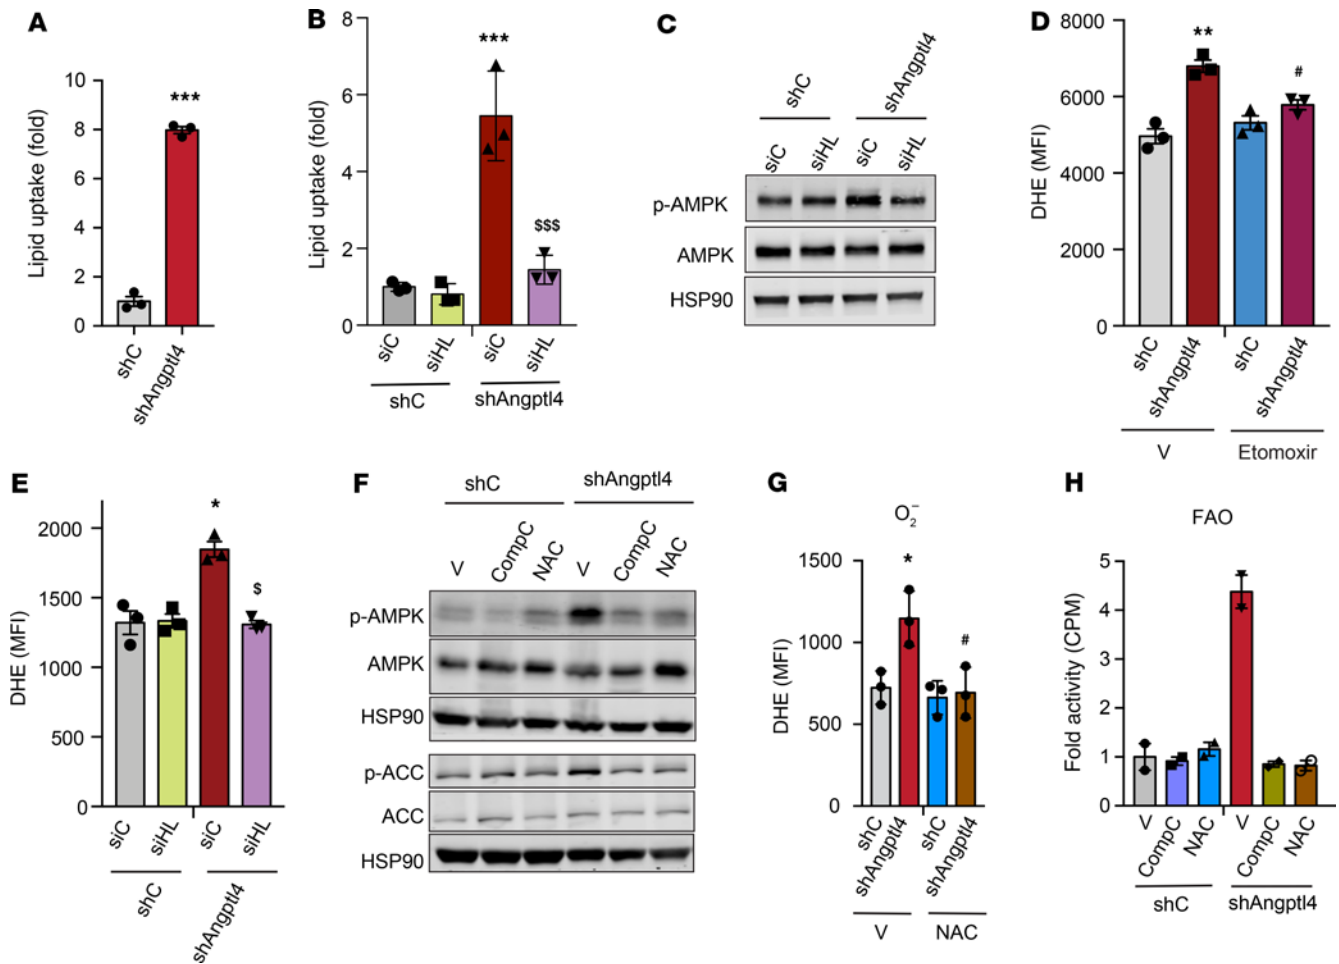 A
Lipid uptake (fold)
10
8
6
4
2
0
***
shC
shAngptl4
B
Lipid uptake (fold)
8
6
4
2
0
***
$$$
siC
siHL
siC
siHL
shC
shAngptl4
C
shC
shAngptl4
siC
siHL
siC
siHL
p-AMPK
AMPK
HSP90
D
DHE (MFI)
8000
6000
4000
2000
0
**
#
shC
shAngptl4
shC
shAngptl4
V
Etomoxir
E
DHE (MFI)
2000
1500
1000
500
0
*
$
siC
siHL
siC
siHL
shC
shAngptl4
F
shC
shAngptl4
V
CompC
NAC
V
CompC
NAC
p-AMPK
AMPK
HSP90
p-ACC
ACC
HSP90
G
O2−
DHE (MFI)
1500
1000
500
0
*
#
shC
shAngptl4
shC
shAngptl4
V
NAC
H
FAO
Fold activity (CPM)
5
4
3
2
1
0
V
CompC
NAC
V
CompC
NAC
shC
shAngptl4